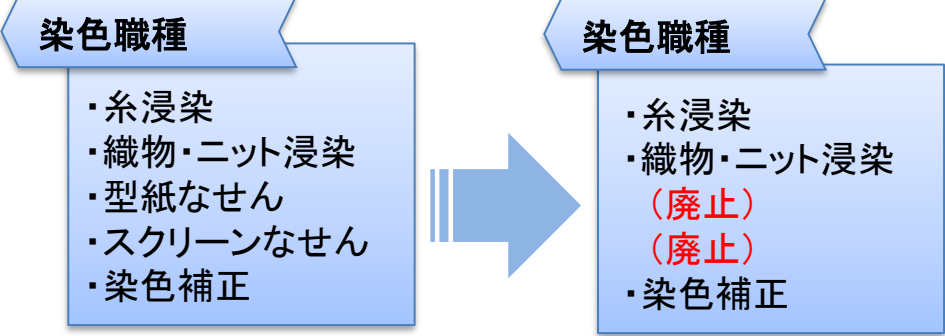 染色職種
・糸浸染
・織物・ニット浸染
・型紙なせん
・スクリーンなせん
・染色補正
染色職種
・糸浸染
・織物・ニット浸染
（廃止）
（廃止）
・染色補正